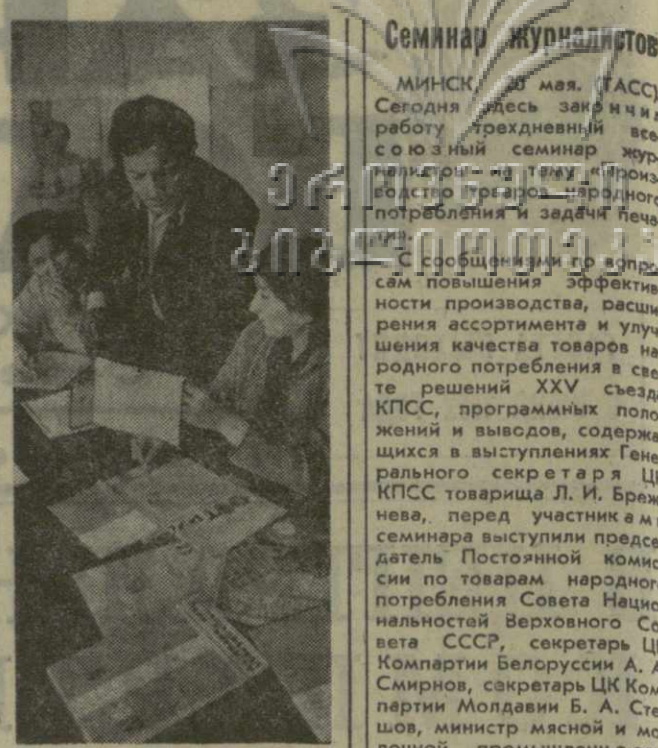 Семинар журналистов
МИНСК, 20 мая. (ТАСС)
Сегодня здесь закончил
работу трехдневный все-
союзный семинар жур-
налистов на тему «Произ-
водство товаров народного
потребления и задачи печа-
ти».
С сообщениями по вопро
сам повышения эффектив
ности производства, расши
рения ассортимента и улуч
шения качества товаров на
родного потребления в све
те решений XXV съезда
КПСС, программных поло
жений и выводов, содержа
щихся в выступлениях Гене
рального секретаря ЦК
КПСС товарища Л. И. Бреж
нева, перед участниками
семинара выступили предсе
датель Постоянной комис
сии по товарам народного
потребления Совета Нацио
нальностей Верховного Со
вета СССР, секретарь ЦК
Компартии Белоруссии А. А.
Смирнов, секретарь ЦК Ком
партии Молдавии Б. А. Сте
шов, министр мясной и мо
ეროვნული
ბიბლიოთეკა